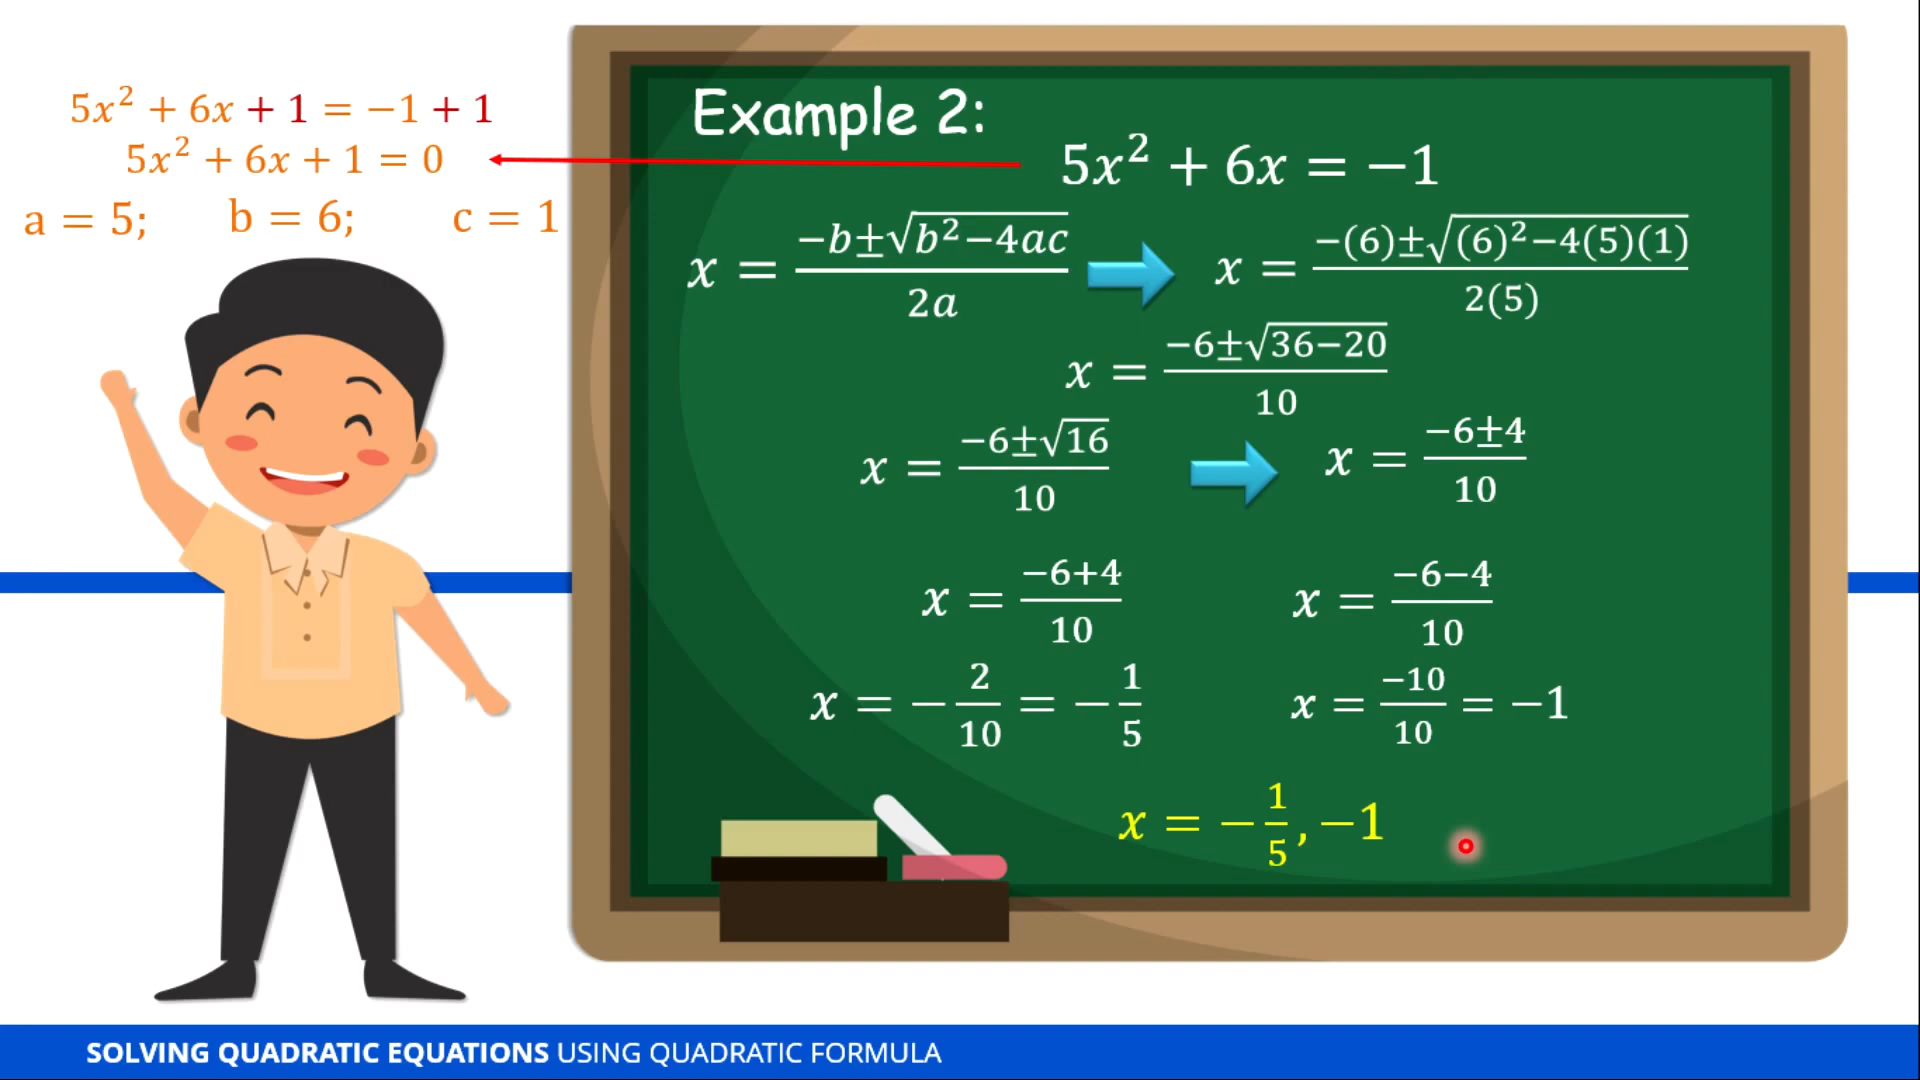 5x² + 6x + 1 = −1 + 1
5x² + 6x + 1 = 0
a = 5; b = 6; c = 1
Example 2:
5x² + 6x = −1
x = (−b±√(b²−4ac))/(2a)
x = (−(6)±√((6)²−4(5)(1)))/(2(5))
x = (−6±√(36−20))/10
x = (−6±√16)/10
x = (−6±4)/10
x = (−6+4)/10
x = (−6−4)/10
x = −2/10 = −1/5
x = −10/10 = −1
x = −1/5, −1
SOLVING QUADRATIC EQUATIONS USING QUADRATIC FORMULA